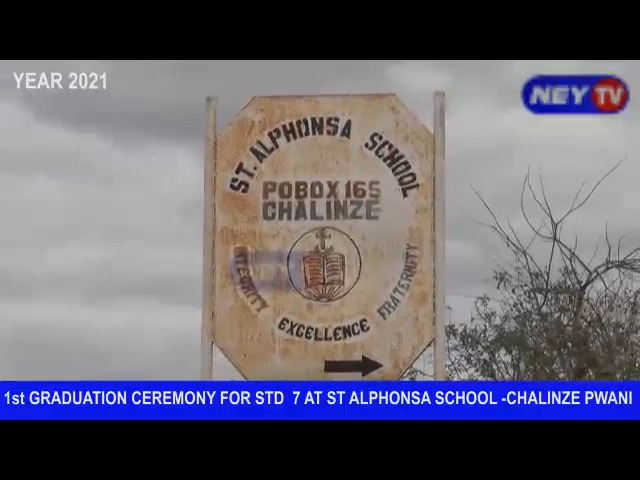 YEAR 2021
NEY TV
ST. ALPHONSA SCHOOL
POBOX 165
CHALINZE
INTEGRITY
EXCELLENCE
FRATERNITY
1st GRADUATION CEREMONY FOR STD 7 AT ST ALPHONSA SCHOOL -CHALINZE PWANI